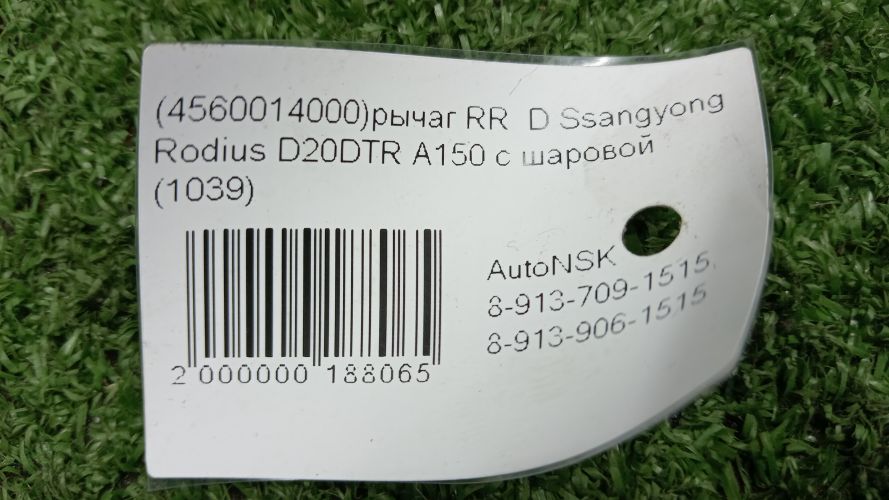 (4560014000)рычаг RR D Ssangyong
Rodius D20DTR A150 с шаровой
(1039)
AutoNSK
8-913-709-1515,
8-913-906-1515
2 000000 188065